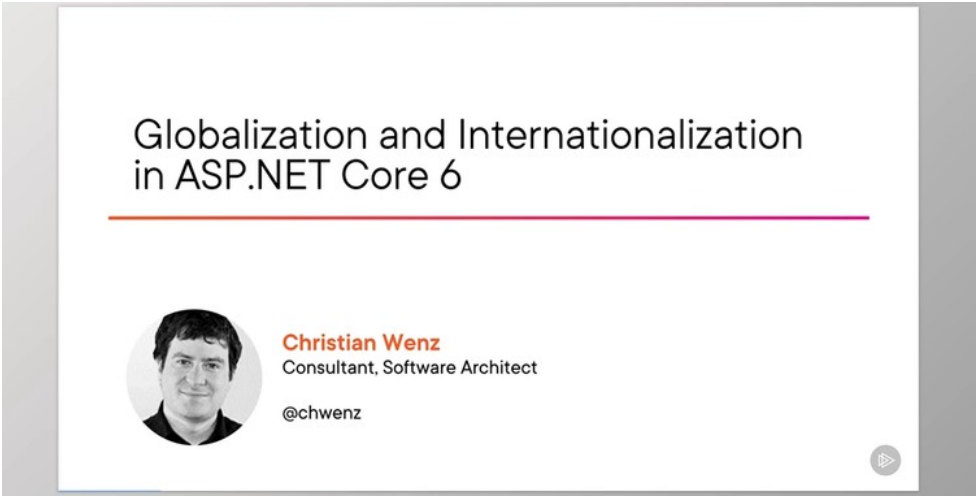 Globalization and Internationalization
in ASP.NET Core 6
Christian Wenz
Consultant, Software Architect
@chwenz